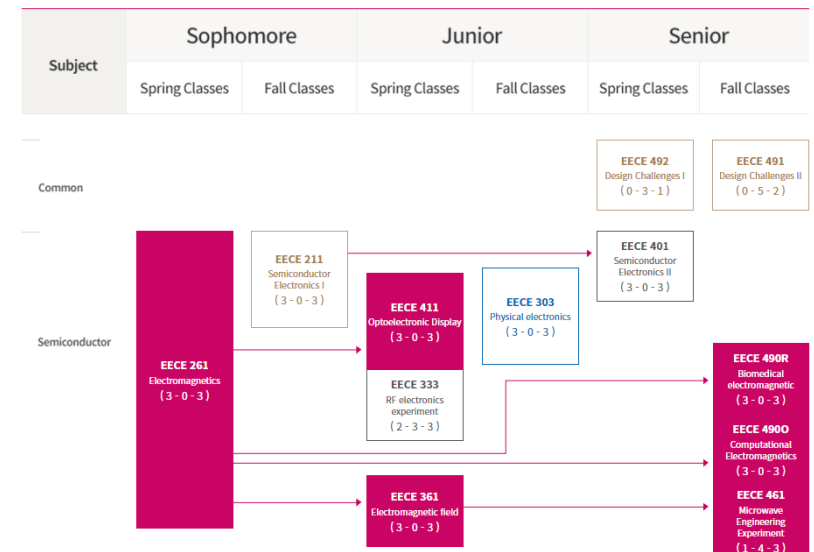 Subject
Sophomore
Junior
Senior
Spring Classes
Fall Classes
Spring Classes
Fall Classes
Spring Classes
Fall Classes
Common
EECE 492
Design Challenges I
( 0 - 3 - 1 )
EECE 491
Design Challenges II
( 0 - 5 - 2 )
Semiconductor
EECE 261
Electromagnetics
( 3 - 0 - 3 )
EECE 211
Semiconductor
Electronics I
( 3 - 0 - 3 )
EECE 411
Optoelectronic Display
( 3 - 0 - 3 )
EECE 333
RF electronics
experiment
( 2 - 3 - 3 )
EECE 361
Electromagnetic field
( 3 - 0 - 3 )
EECE 303
Physical electronics
( 3 - 0 - 3 )
EECE 401
Semiconductor
Electronics II
( 3 - 0 - 3 )
EECE 490R
Biomedical
electromagnetic
( 3 - 0 - 3 )
EECE 490O
Computational
Electromagnetics
( 3 - 0 - 3 )
EECE 461
Microwave
Engineering
Experiment
( 1 - 4 - 3 )